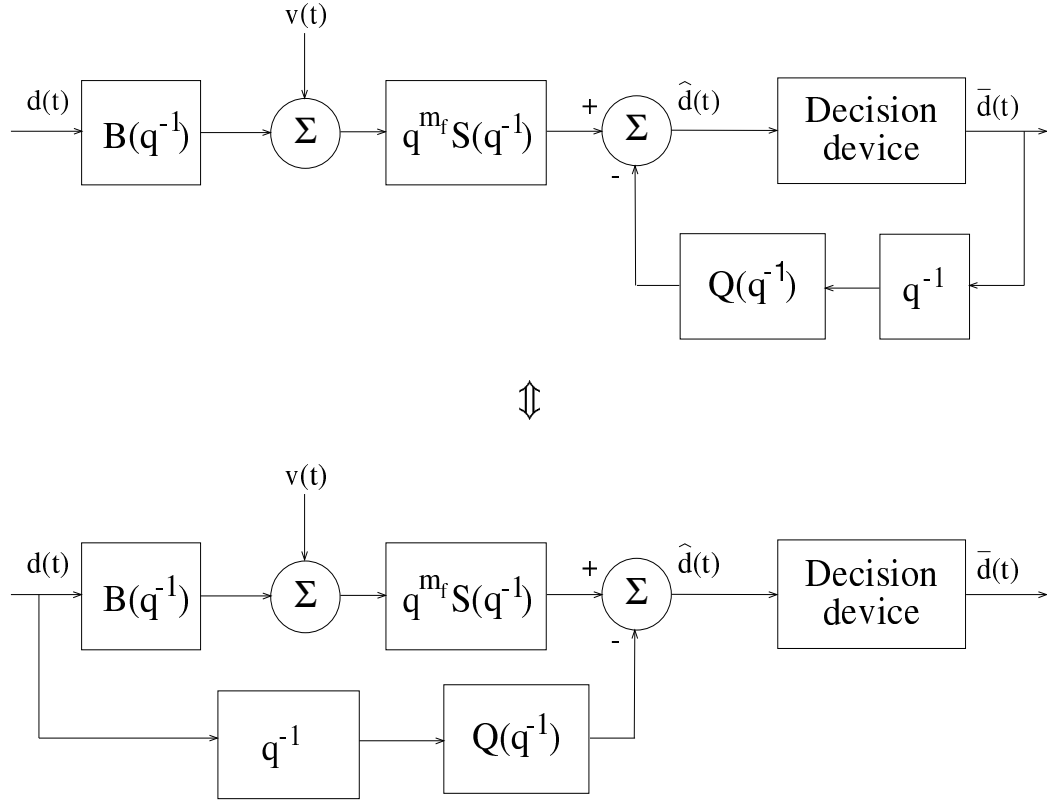 v(t)
d(t)
B(q⁻¹)
Σ
q^{m_f} S(q⁻¹)
+
-
Σ
d̂(t)
Decision
device
d̄(t)
Q(q⁻¹)
q⁻¹
⇕
v(t)
d(t)
B(q⁻¹)
Σ
q^{m_f} S(q⁻¹)
+
-
Σ
d̂(t)
Decision
device
d̄(t)
q⁻¹
Q(q⁻¹)